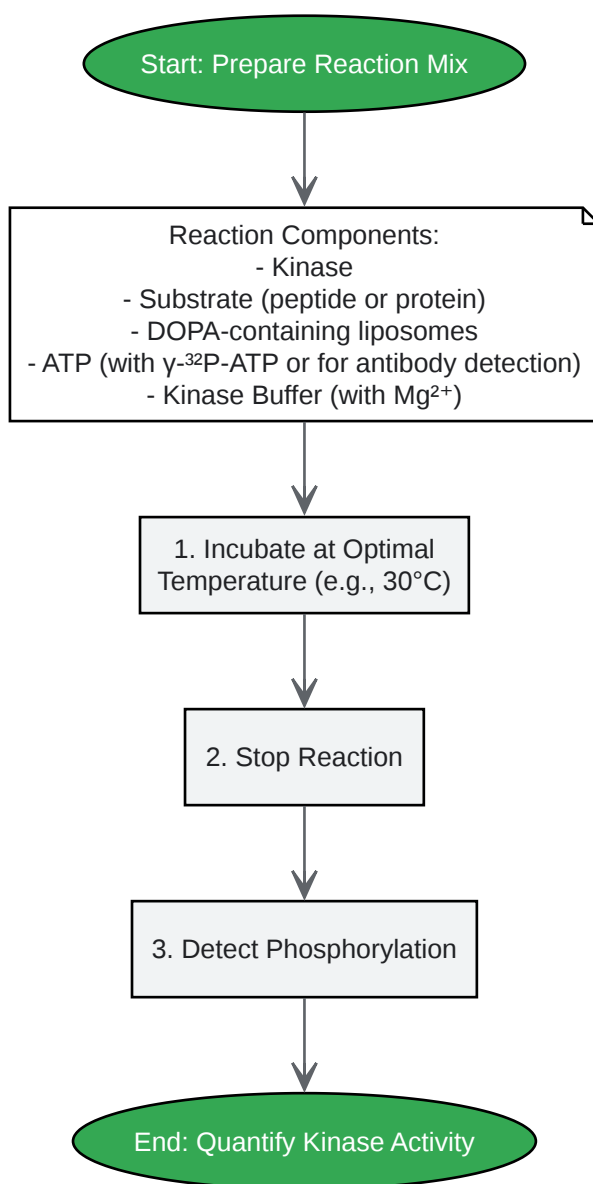 Start: Prepare Reaction Mix
Reaction Components:
- Kinase
- Substrate (peptide or protein)
- DOPA-containing liposomes
- ATP (with γ-³²P-ATP or for antibody detection)
- Kinase Buffer (with Mg²⁺)
1. Incubate at Optimal
Temperature (e.g., 30°C)
2. Stop Reaction
3. Detect Phosphorylation
End: Quantify Kinase Activity